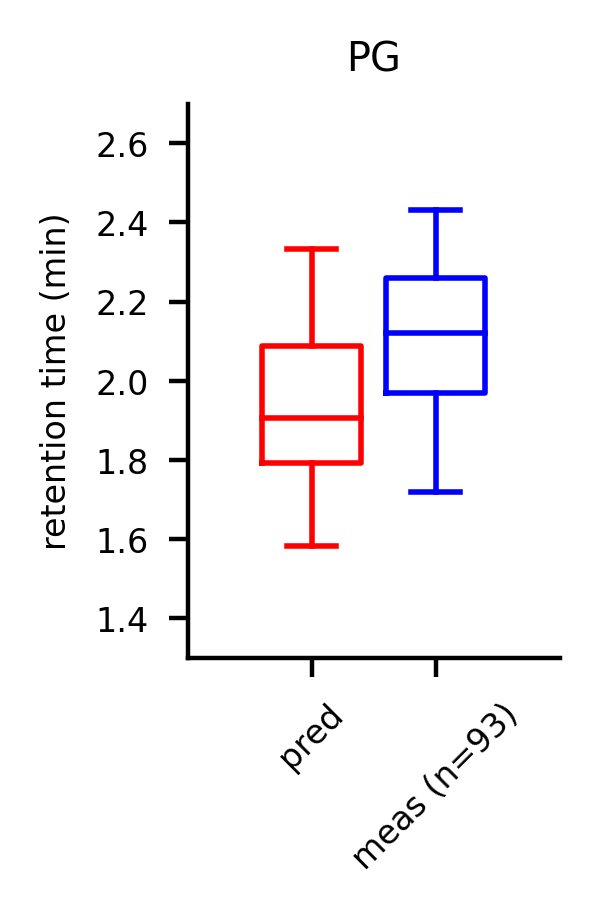 PG
retention time (min)
2.6
2.4
2.2
2.0
1.8
1.6
1.4
pred
meas (n=93)